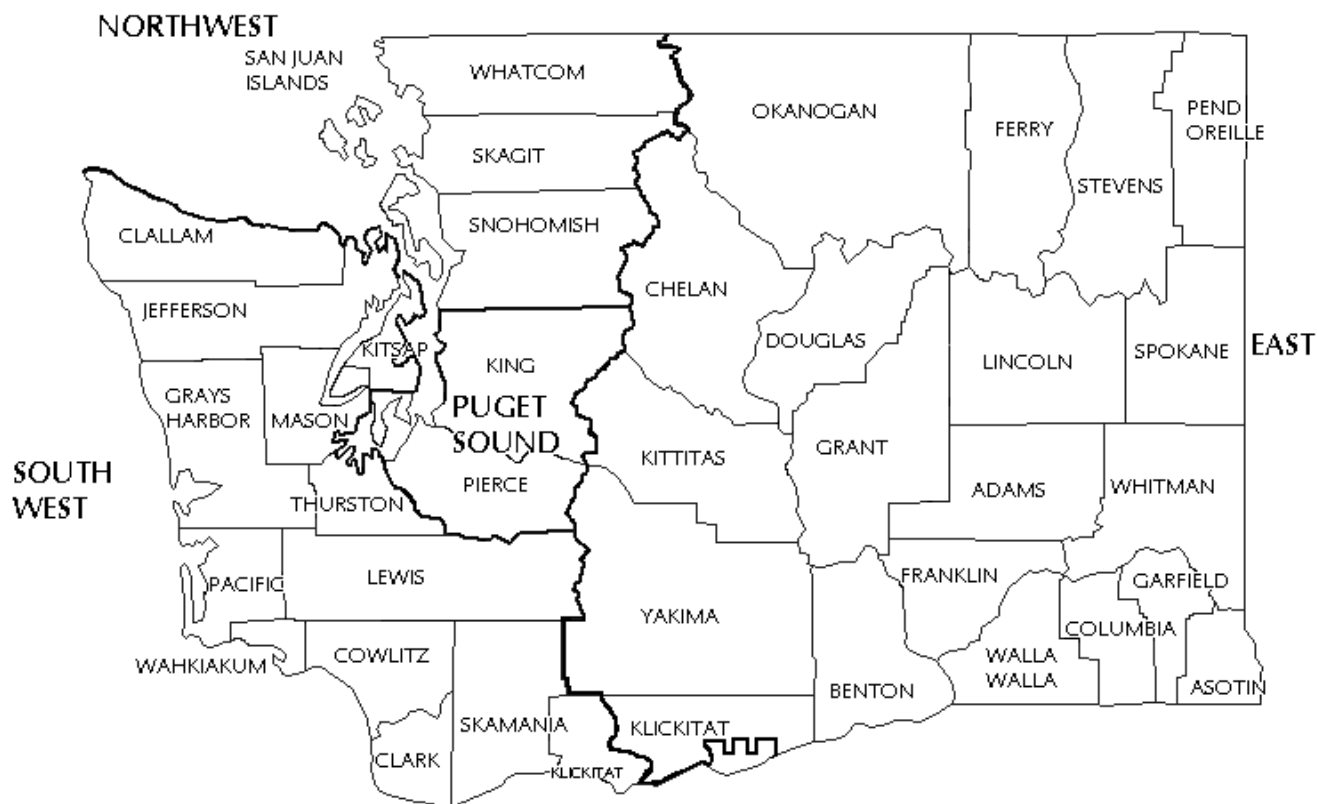 NORTHWEST
SAN JUAN
ISLANDS
WHATCOM
OKANOGAN
FERRY
PEND
OREILLE
SKAGIT
STEVENS
CLALLAM
SNOHOMISH
CHELAN
JEFFERSON
DOUGLAS
KITSAP
KING
LINCOLN
SPOKANE
EAST
GRAYS
HARBOR
MASON
PUGET
SOUND
GRANT
KITTITAS
SOUTH
WEST
THURSTON
PIERCE
ADAMS
WHITMAN
PACIFIC
LEWIS
FRANKLIN
GARFIELD
YAKIMA
COLUMBIA
WAHKIAKUM
COWLITZ
WALLA
WALLA
BENTON
ASOTIN
SKAMANIA
KLICKITAT
CLARK
KLICKITAT